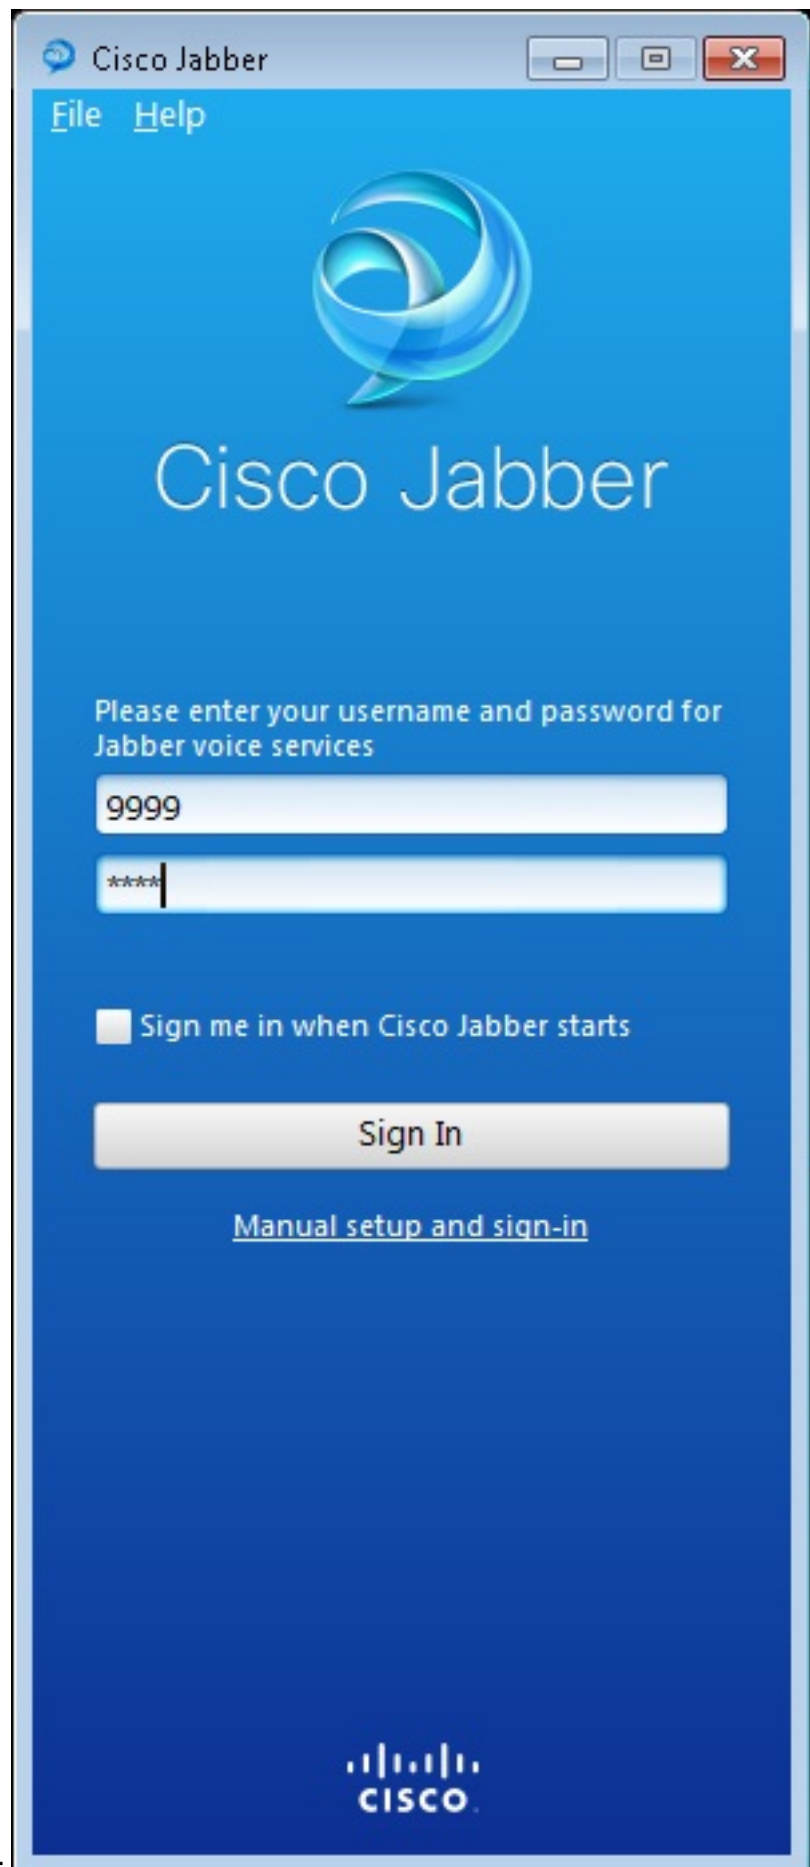 Cisco Jabber
File Help
Cisco Jabber
Please enter your username and password for
Jabber voice services
9999
****
Sign me in when Cisco Jabber starts
Sign In
Manual setup and sign-in
CISCO.